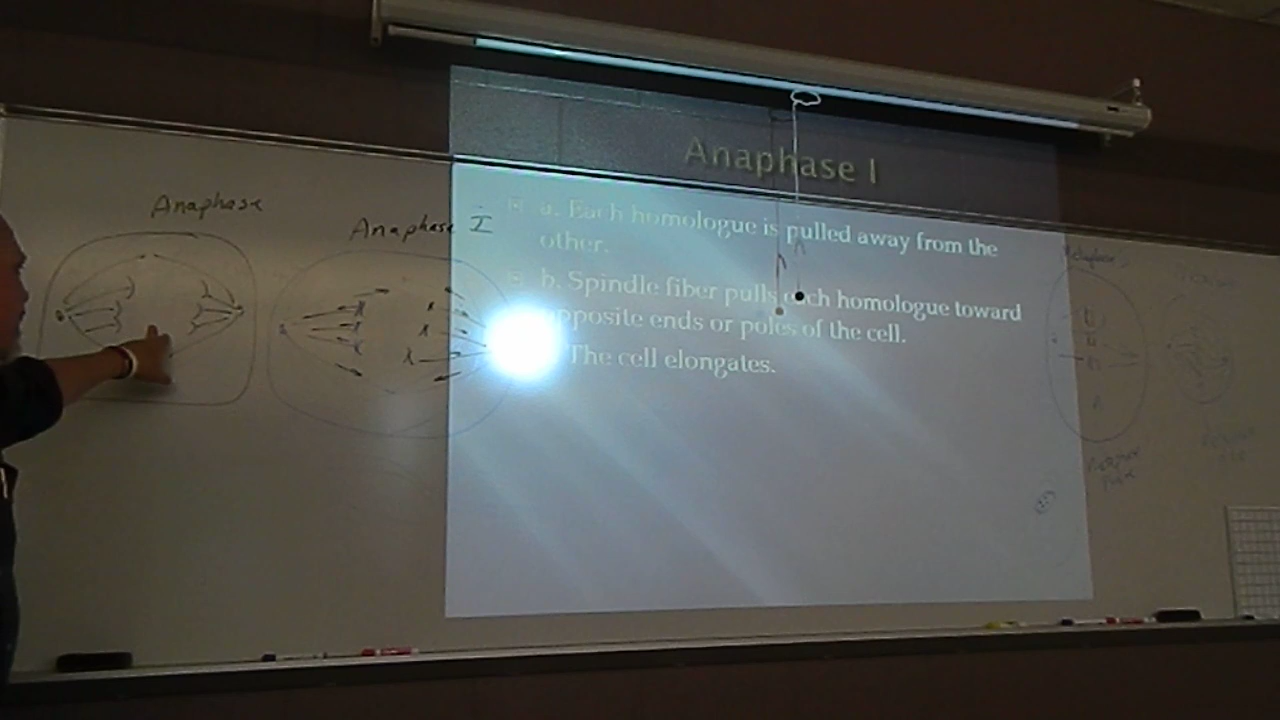 Anaphase I
a. Each homologue is pulled away from the
other.
b. Spindle fiber pulls each homologue toward
opposite ends or poles of the cell.
The cell elongates.
Anaphase
Anaphase I